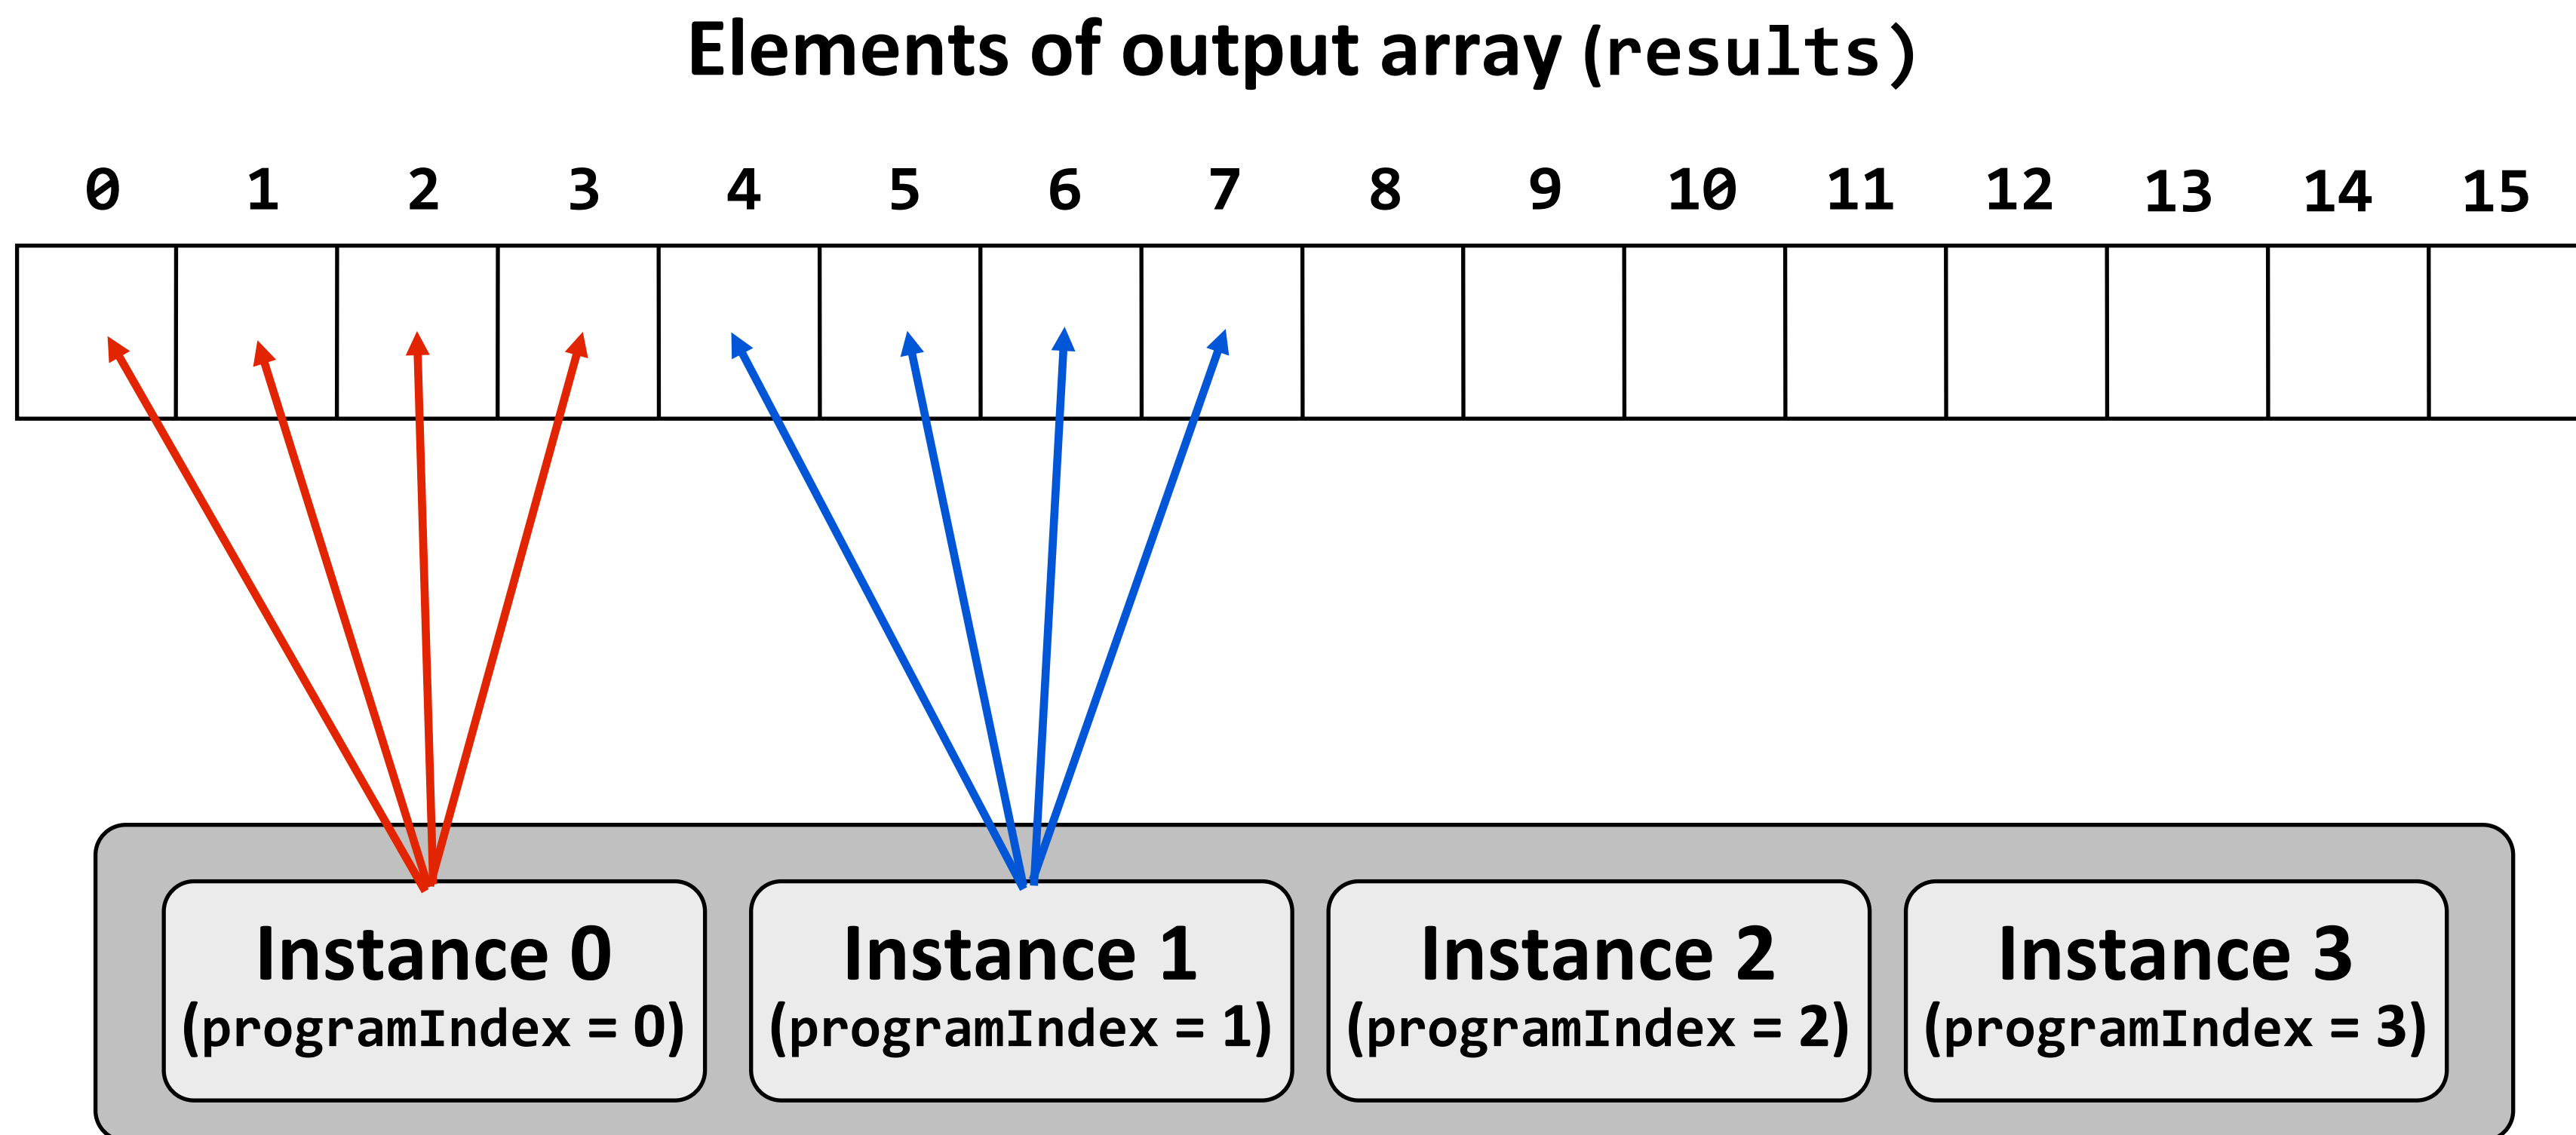 Elements of output array (results)
0 1 2 3 4 5 6 7 8 9 10 11 12 13 14 15
Instance 0
(programIndex = 0)
Instance 1
(programIndex = 1)
Instance 2
(programIndex = 2)
Instance 3
(programIndex = 3)